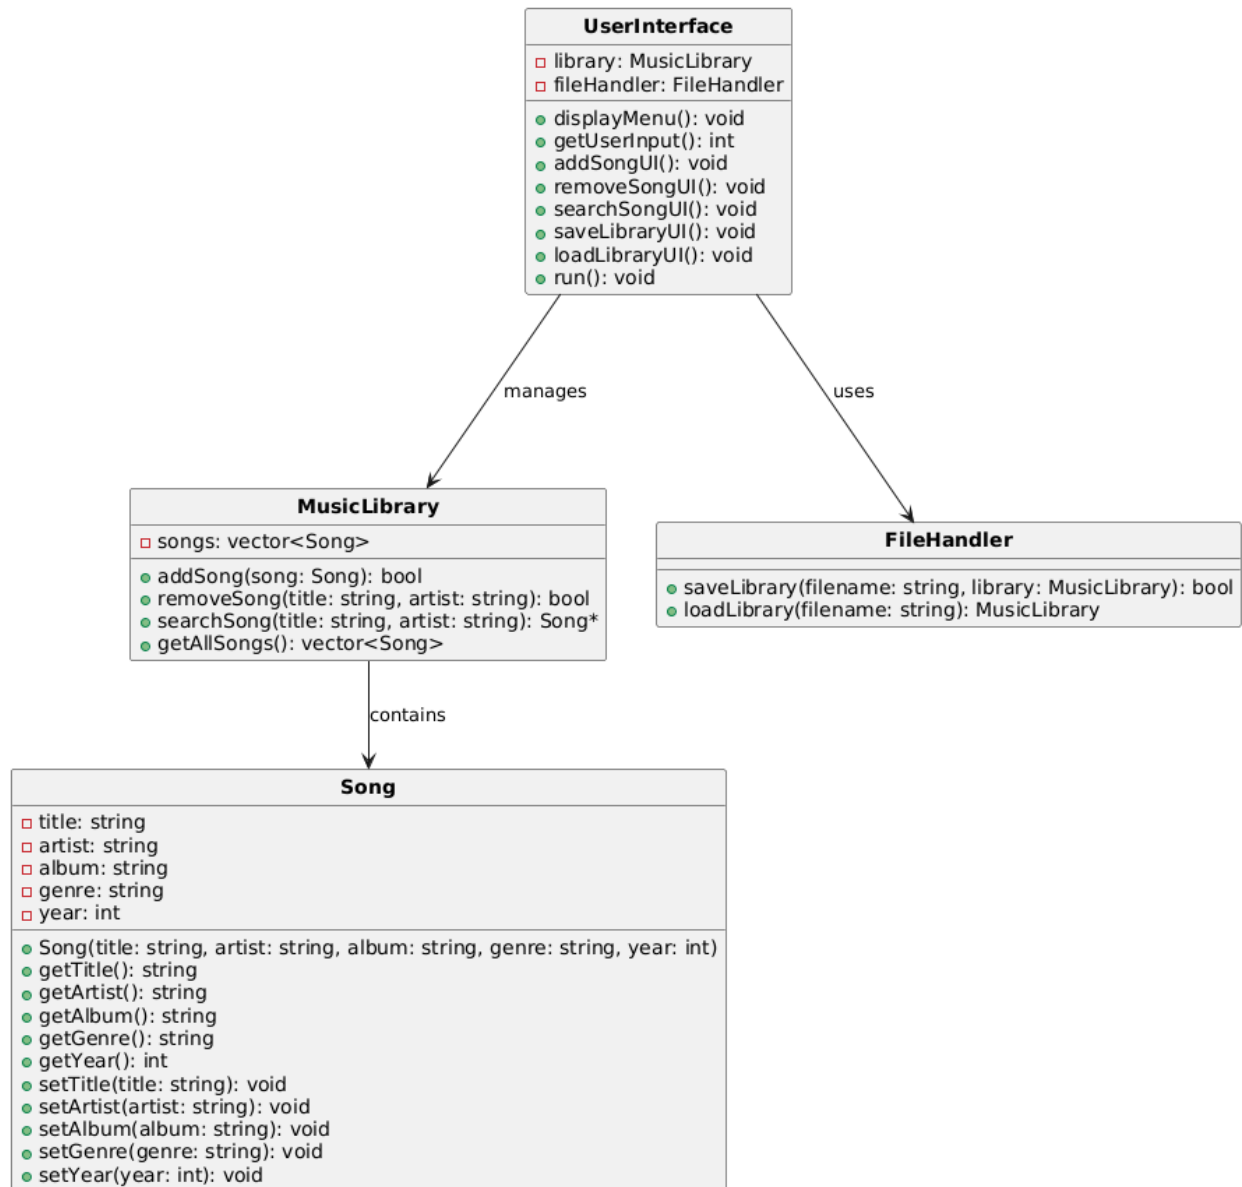 UserInterface
library: MusicLibrary
fileHandler: FileHandler
displayMenu(): void
getUserInput(): int
addSongUI(): void
removeSongUI(): void
searchSongUI(): void
saveLibraryUI(): void
loadLibraryUI(): void
run(): void
manages
uses
MusicLibrary
songs: vector<Song>
addSong(song: Song): bool
removeSong(title: string, artist: string): bool
searchSong(title: string, artist: string): Song*
getAllSongs(): vector<Song>
FileHandler
saveLibrary(filename: string, library: MusicLibrary): bool
loadLibrary(filename: string): MusicLibrary
contains
Song
title: string
artist: string
album: string
genre: string
year: int
Song(title: string, artist: string, album: string, genre: string, year: int)
getTitle(): string
getArtist(): string
getAlbum(): string
getGenre(): string
getYear(): int
setTitle(title: string): void
setArtist(artist: string): void
setAlbum(album: string): void
setGenre(genre: string): void
setYear(year: int): void